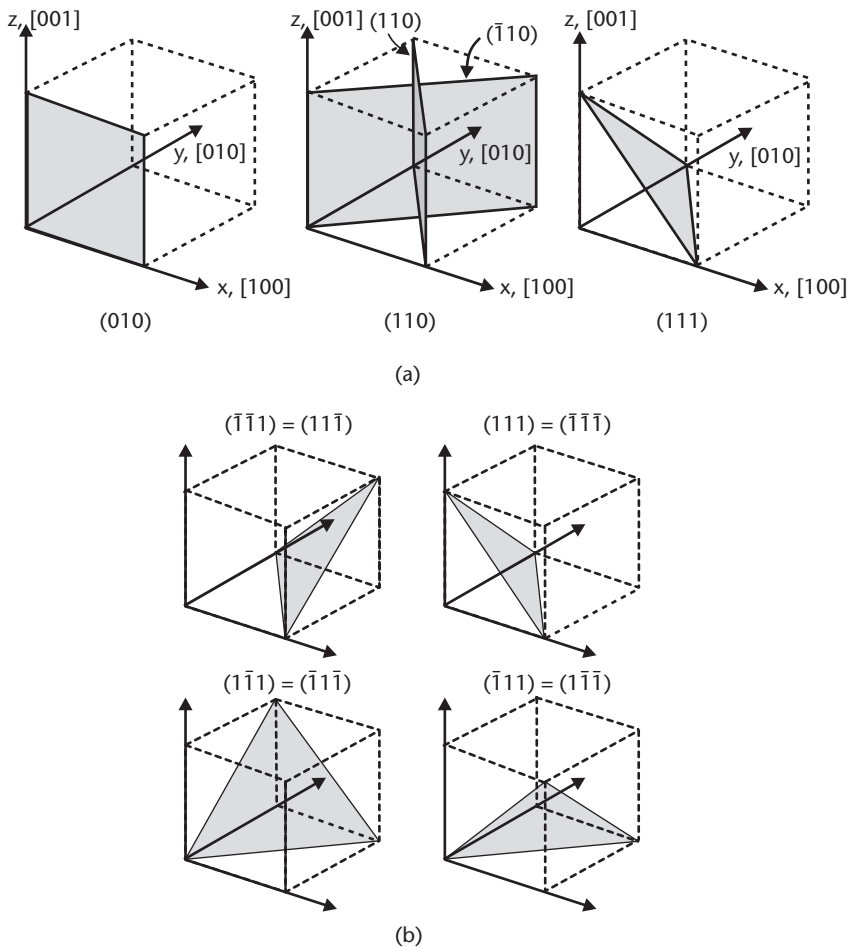 z, [001]
y, [010]
x, [100]
(010)
z, [001]
(110)
(1̅10)
y, [010]
x, [100]
(110)
z, [001]
y, [010]
x, [100]
(111)
(a)
(1̅1̅1) = (111̅)
(111) = (1̅1̅1̅)
(11̅1) = (1̅11̅)
(1̅11) = (11̅1̅)
(b)